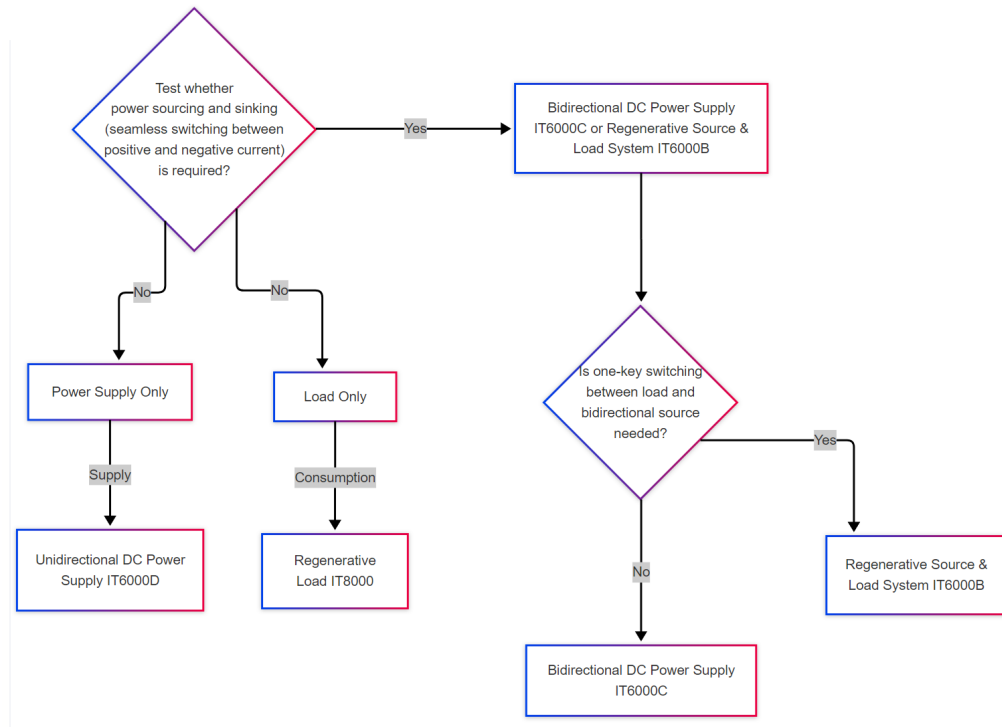 Test whether
power sourcing and sinking
(seamless switching between
positive and negative current)
is required?
Yes
Bidirectional DC Power Supply
IT6000C or Regenerative Source &
Load System IT6000B
No
No
Power Supply Only
Load Only
Is one-key switching
between load and
bidirectional source
needed?
Yes
Supply
Consumption
Unidirectional DC Power
Supply IT6000D
Regenerative
Load IT8000
Regenerative Source &
Load System IT6000B
No
Bidirectional DC Power Supply
IT6000C